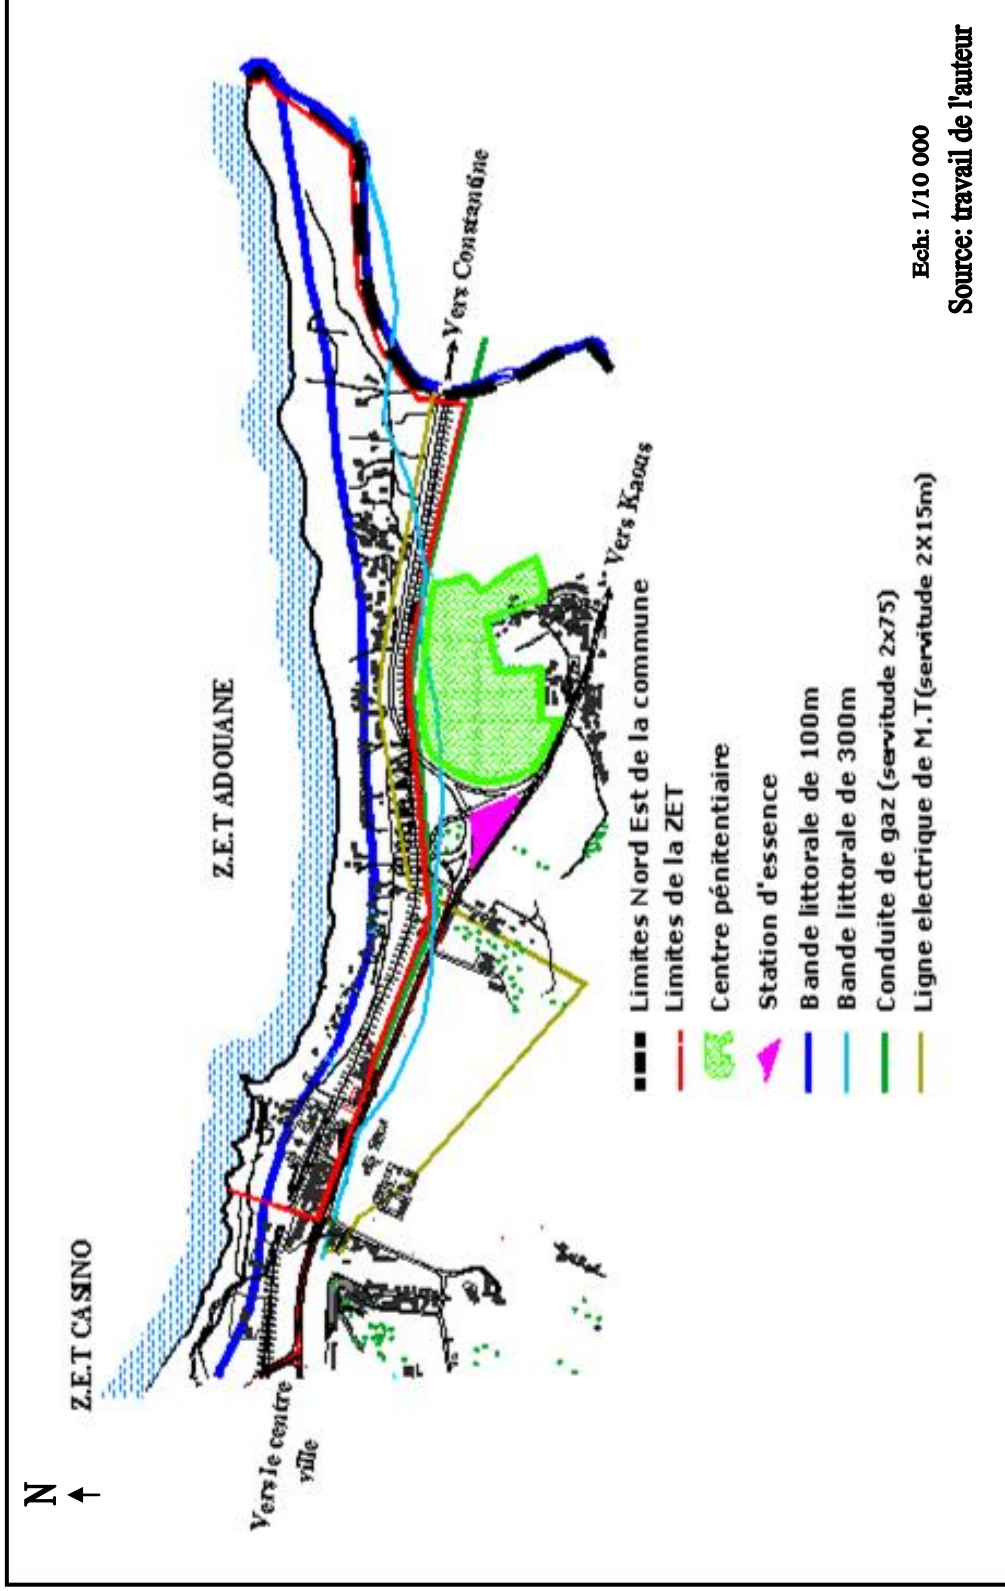 N
Z.E.T CASINO
Z.E.T ADOUANE
Vers le centre
ville
Vers Constantine
Vers Kaous
Limites Nord Est de la commune
Limites de la ZET
Centre pénitentiaire
Station d'essence
Bande littorale de 100m
Bande littorale de 300m
Conduite de gaz (servitude 2x75)
Ligne electrique de M.T(servitude 2X15m)
Ech: 1/10 000
Source: travail de l'auteur